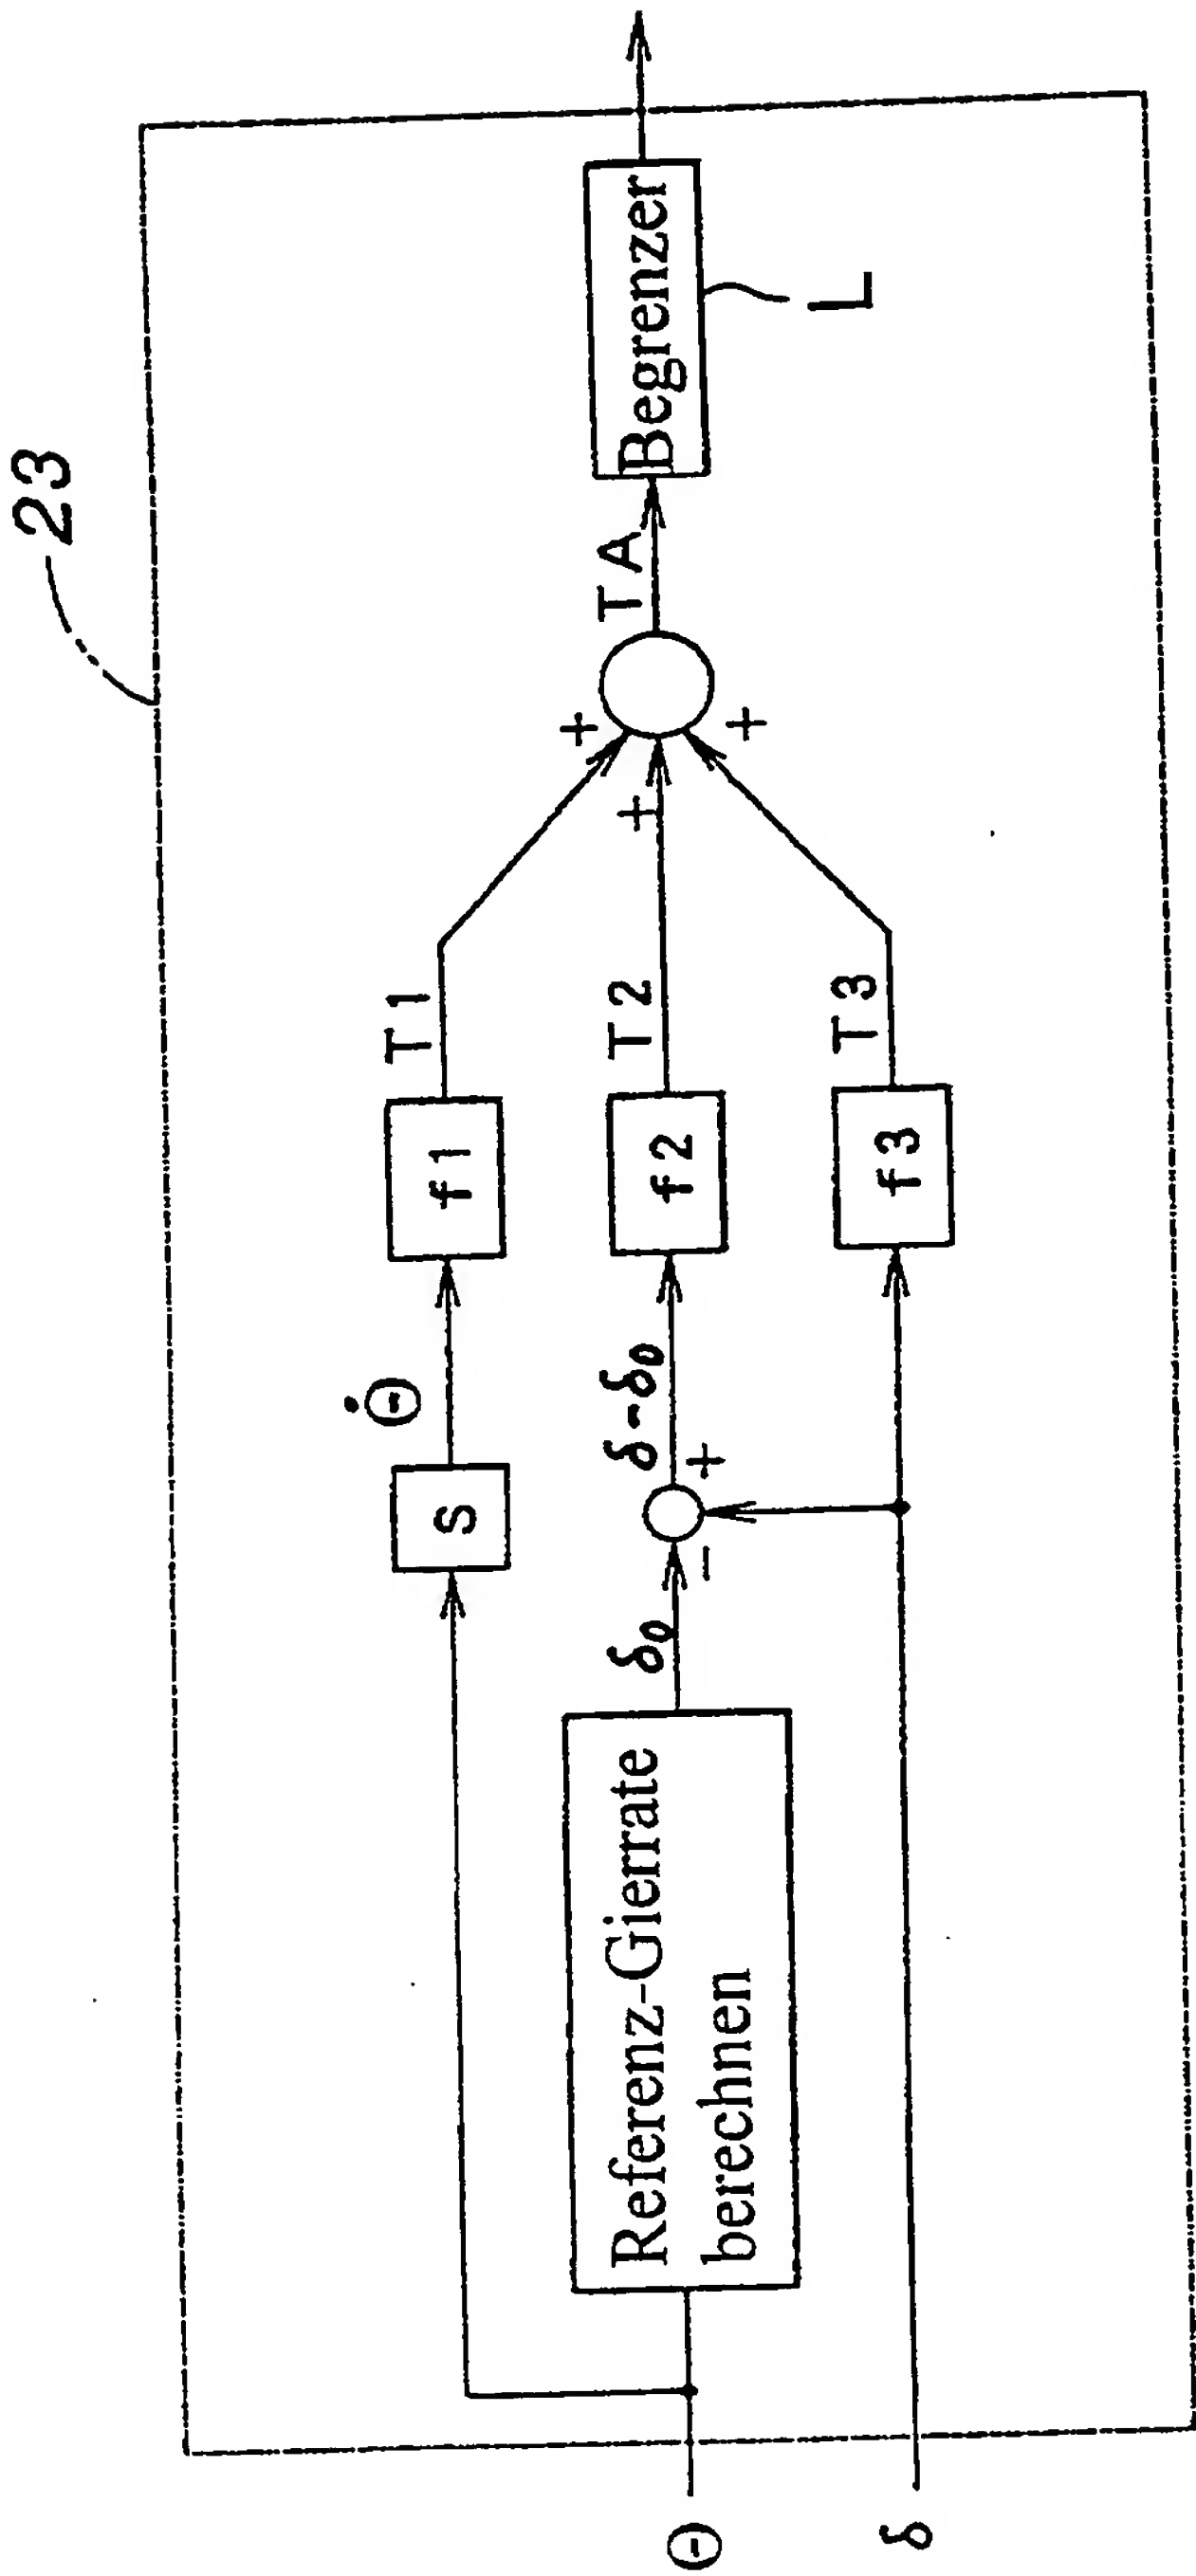 23
Θ
δ
Referenz-Gierrate
berechnen
δ0
-
+
S
Θ̇
δ-δ0
f1
f2
f3
T1
T2
T3
+
+
+
TA
Begrenzer
L